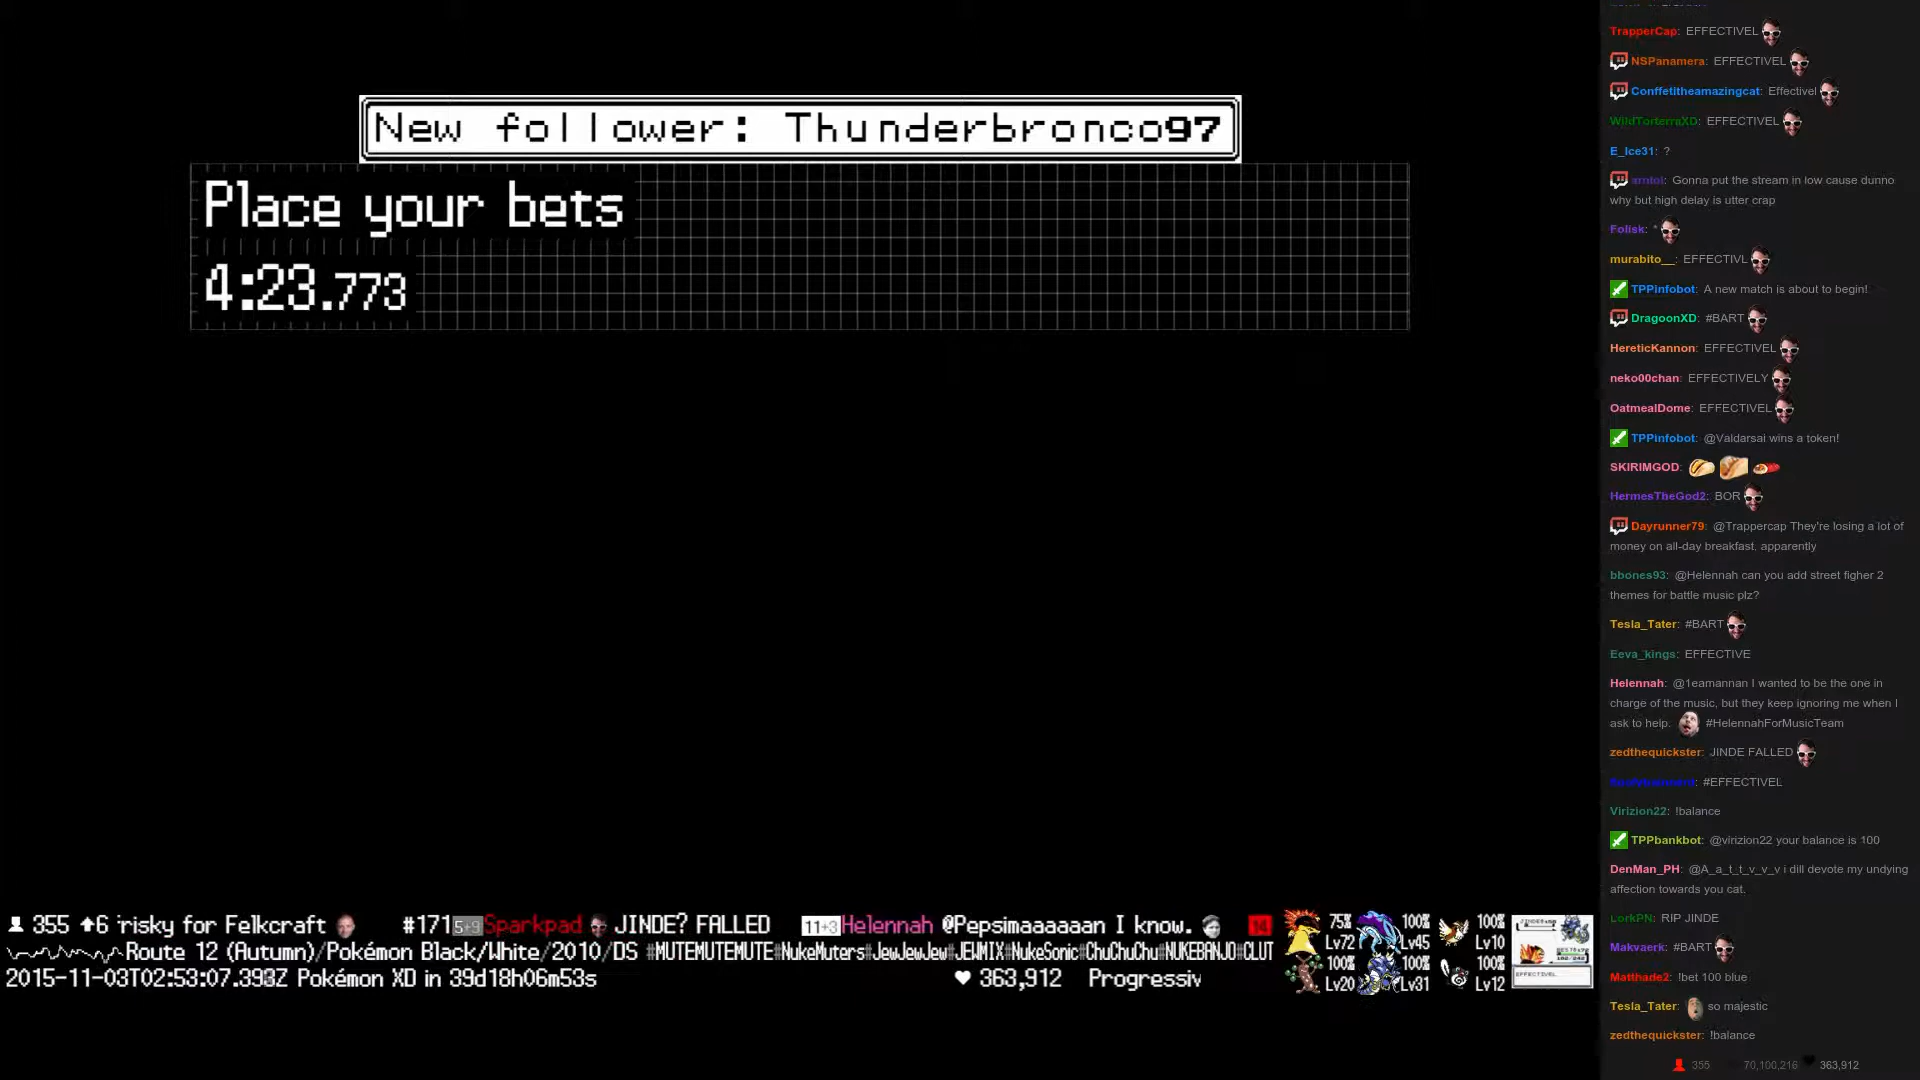 New follower: Thunderbronco97
Place your bets
4:23.773
355 6 risky for Felkcraft #171 5+9 Sparkpad JINDE? FALLED 11+3 Helennah @Pepsimaaaaaan I know.
Route 12 (Autumn)/Pokémon Black/White/2010/DS #MUTEMUTEMUTE#NukeMuters#JewJewJew#JEWMIX#NukeSonic#ChuChuChu#NUKEBANJO#CLUT
Pokémon XD in 39d18h06m53s 363,912 Progressiv
75% 100% 100%
Lv72 Lv45 Lv10
100% 100% 100%
Lv20 Lv31 Lv12
EFFECTIVEL
TrapperCap: EFFECTIVEL
NSPanamera: EFFECTIVEL
Conffetitheamazingcat: Effectivel
WildTorterraXD: EFFECTIVEL
E_Ice31: ?
Gonna put the stream in low cause dunno
why but high delay is utter crap
Folisk: *
murabito__: EFFECTIVL
TPPinfobot: A new match is about to begin!
DragoonXD: #BART
HereticKannon: EFFECTIVEL
neko00chan: EFFECTIVELY
OatmealDome: EFFECTIVEL
TPPinfobot: @Valdarsai wins a token!
SKIRIMGOD:
HermesTheGod2: BOR
Dayrunner79: @Trappercap They're losing a lot of
money on all-day breakfast. apparently
bbones93: @Helennah can you add street figher 2
themes for battle music plz?
Tesla_Tater: #BART
Eeva_kings: EFFECTIVE
Helennah: @1eamannan I wanted to be the one in
charge of the music, but they keep ignoring me when I
ask to help. #HelennahForMusicTeam
zedthequickster: JINDE FALLED
#EFFECTIVEL
Virizion22: !balance
TPPbankbot: @virizion22 your balance is 100
DenMan_PH: @A_a_t_t_v_v_v i dill devote my undying
affection towards you cat.
LorkPN: RIP JINDE
Makvaerk: #BART
Matthade2: !bet 100 blue
Tesla_Tater: so majestic
zedthequickster: !balance
355 70,100,216 363,912